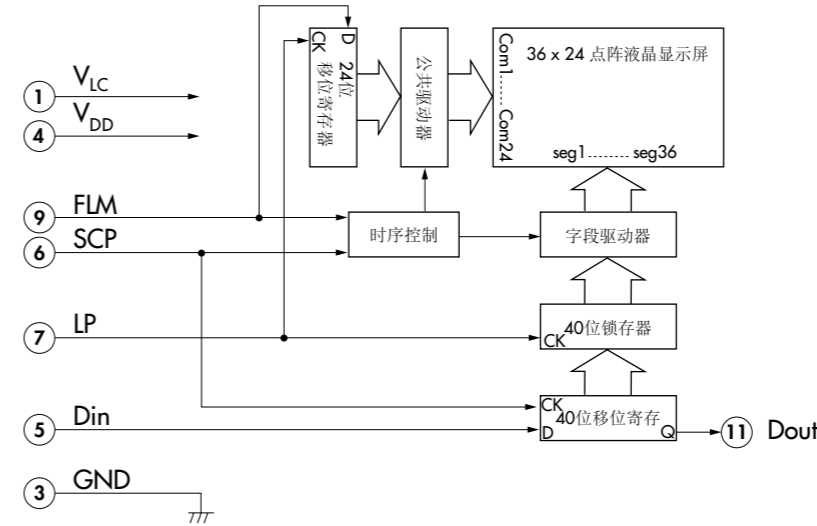 1
VLC
4
VDD
9
FLM
6
SCP
7
LP
5
Din
3
GND
D
CK
24位
移位寄存器
公共驱动器
Com1......Com24
36 x 24 点阵液晶显示屏
seg1........ seg36
时序控制
字段驱动器
40位锁存器
CK
CK
40位移位寄存
D
Q
11
Dout